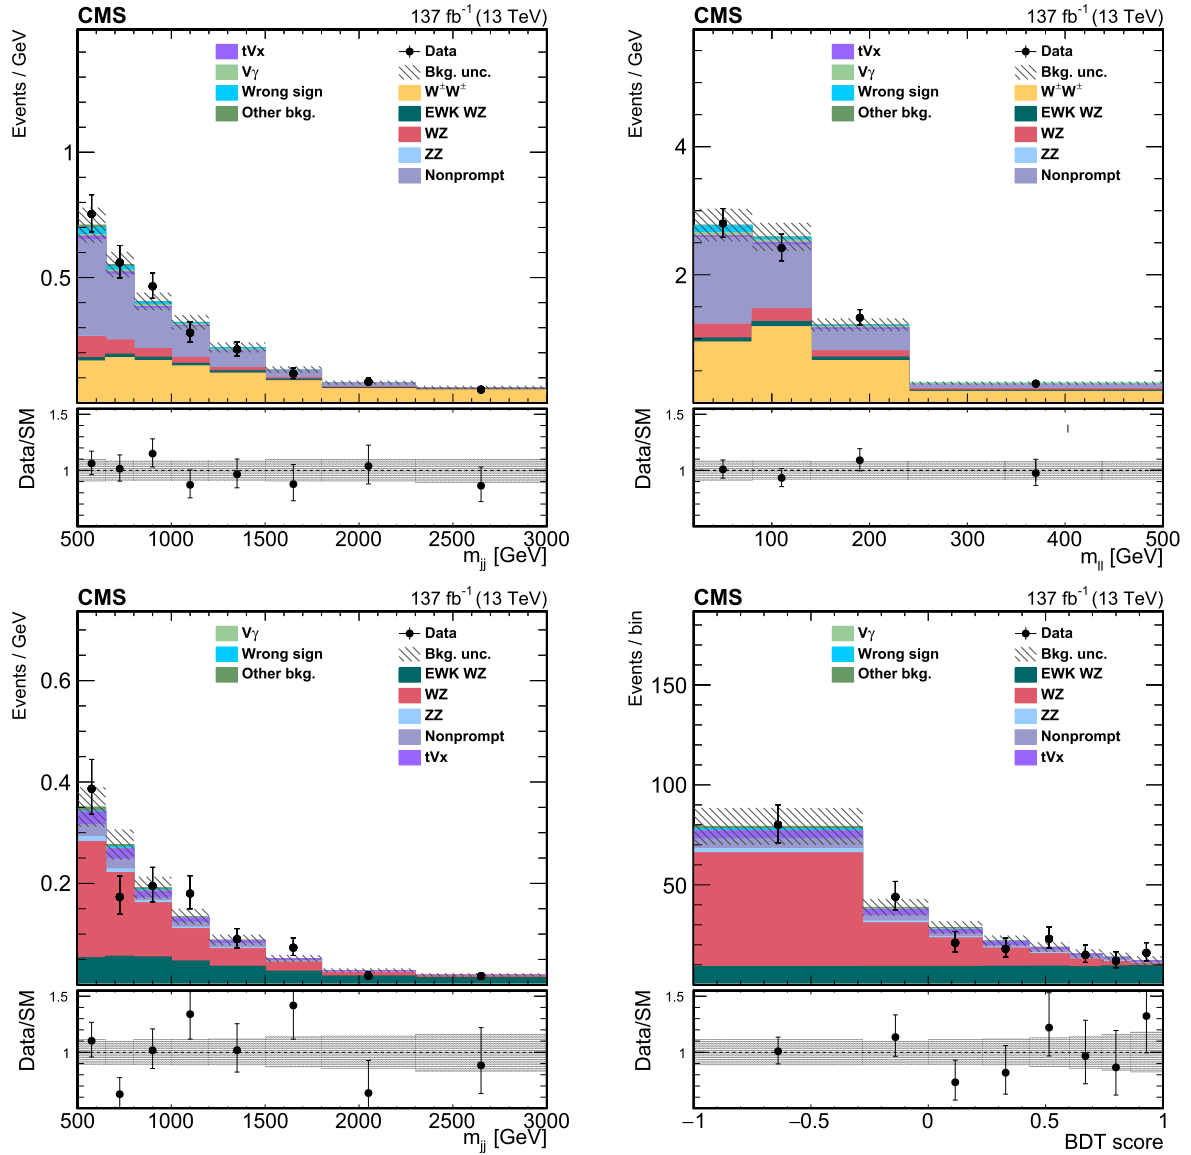 CMS 137 fb⁻¹ (13 TeV)
Events / GeV
tVx
Vγ
Wrong sign
Other bkg.
Data
Bkg. unc.
W±W±
EWK WZ
WZ
ZZ
Nonprompt
1
0.5
Data/SM
1.5
1
500 1000 1500 2000 2500 3000
m_jj [GeV]
CMS 137 fb⁻¹ (13 TeV)
Events / GeV
tVx
Vγ
Wrong sign
Other bkg.
Data
Bkg. unc.
W±W±
EWK WZ
WZ
ZZ
Nonprompt
4
2
Data/SM
1.5
1
100 200 300 400 500
m_ll [GeV]
CMS 137 fb⁻¹ (13 TeV)
Events / GeV
Vγ
Wrong sign
Other bkg.
Data
Bkg. unc.
EWK WZ
WZ
ZZ
Nonprompt
tVx
0.6
0.4
0.2
Data/SM
1.5
1
500 1000 1500 2000 2500 3000
m_jj [GeV]
CMS 137 fb⁻¹ (13 TeV)
Events / bin
Vγ
Wrong sign
Other bkg.
Data
Bkg. unc.
EWK WZ
WZ
ZZ
Nonprompt
tVx
150
100
50
Data/SM
1.5
1
−1 −0.5 0 0.5 1
BDT score